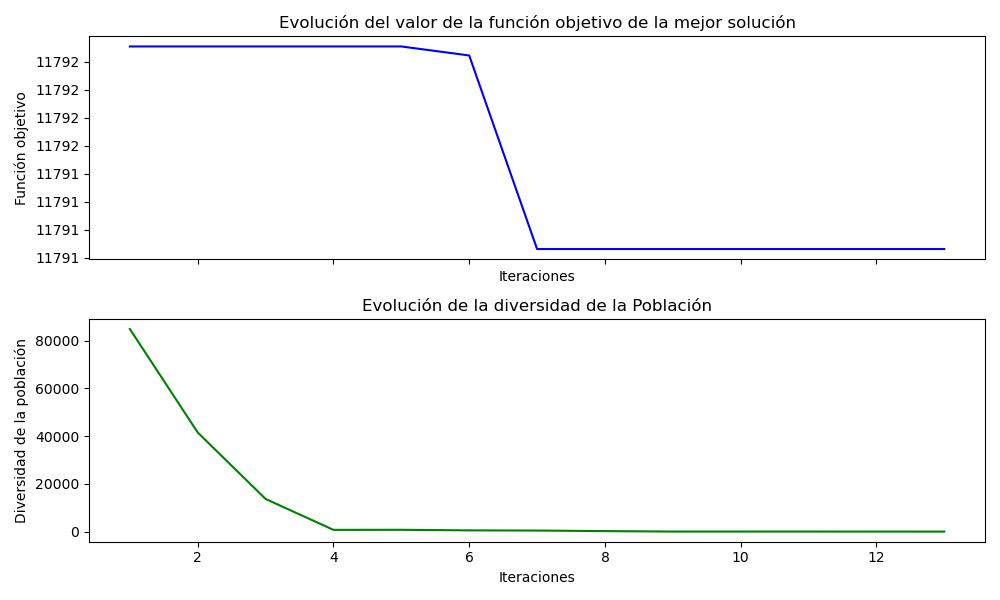 Evolución del valor de la función objetivo de la mejor solución
Función objetivo
11792
11792
11792
11792
11791
11791
11791
11791
Iteraciones
Evolución de la diversidad de la Población
Diversidad de la población
80000
60000
40000
20000
0
2 4 6 8 10 12
Iteraciones